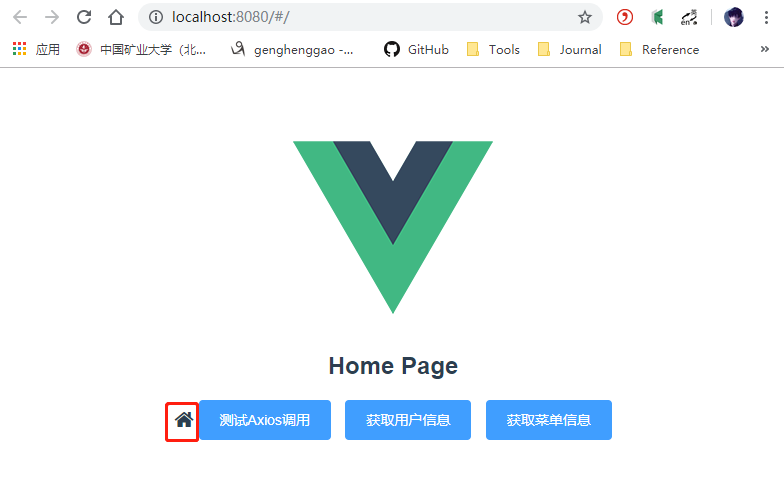 localhost:8080/#/
英
en
应用 中国矿业大学（北... genghenggao -... GitHub Tools Journal Reference »
Home Page
测试Axios调用 获取用户信息 获取菜单信息